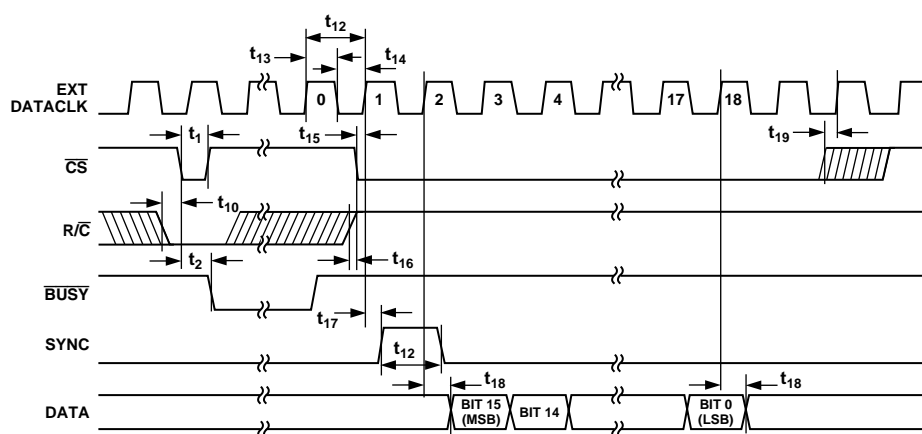 t12
t13
t14
EXT
DATACLK
0
1
2
3
4
17
18
t1
t15
t19
CS
t10
R/C
t2
t16
BUSY
t17
SYNC
t12
t18
t18
DATA
BIT 15
(MSB)
BIT 14
BIT 0
(LSB)